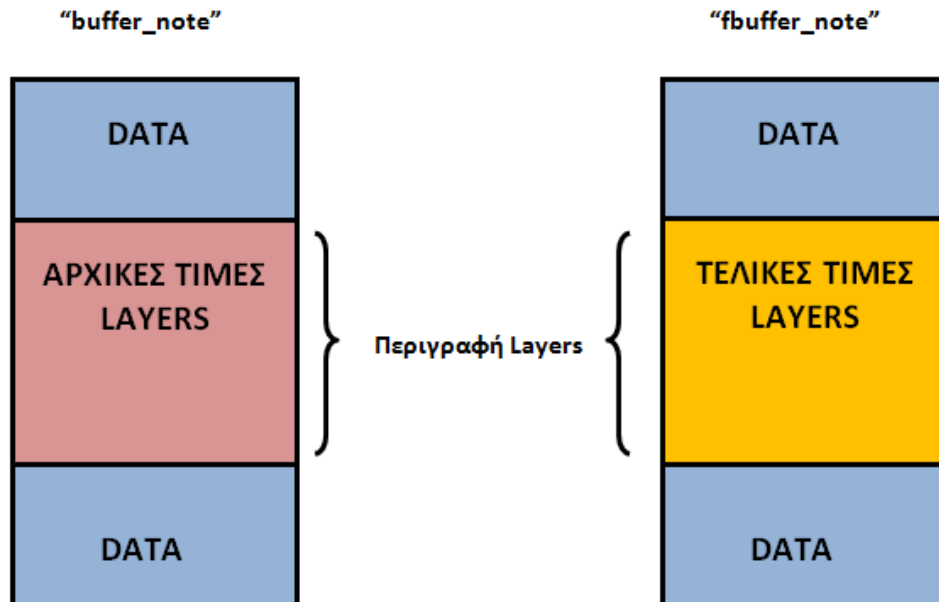 “buffer_note”
“fbuffer_note”
DATA
DATA
ΑΡΧΙΚΕΣ ΤΙΜΕΣ
LAYERS
Περιγραφή Layers
ΤΕΛΙΚΕΣ ΤΙΜΕΣ
LAYERS
DATA
DATA